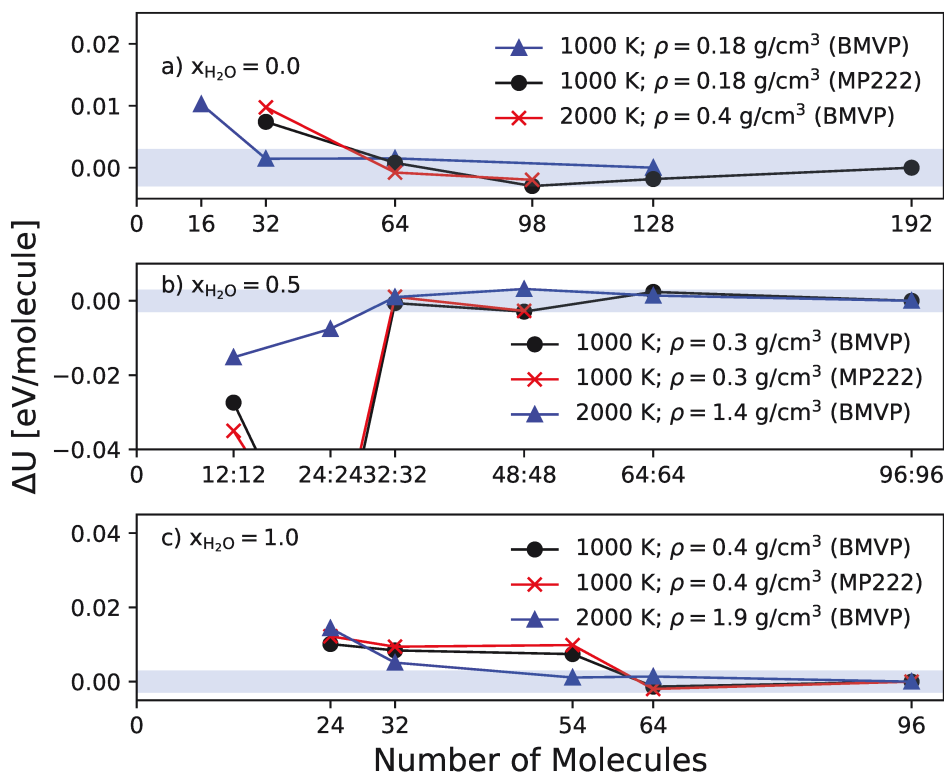 0.02
0.01
0.00
a) x_H₂O = 0.0
1000 K; ρ = 0.18 g/cm³ (BMVP)
1000 K; ρ = 0.18 g/cm³ (MP222)
2000 K; ρ = 0.4 g/cm³ (BMVP)
0 16 32 64 98 128 192
ΔU [eV/molecule]
0.00
−0.02
−0.04
b) x_H₂O = 0.5
1000 K; ρ = 0.3 g/cm³ (BMVP)
1000 K; ρ = 0.3 g/cm³ (MP222)
2000 K; ρ = 1.4 g/cm³ (BMVP)
0 12:12 24:24 32:32 48:48 64:64 96:96
0.04
0.02
0.00
c) x_H₂O = 1.0
1000 K; ρ = 0.4 g/cm³ (BMVP)
1000 K; ρ = 0.4 g/cm³ (MP222)
2000 K; ρ = 1.9 g/cm³ (BMVP)
0 24 32 54 64 96
Number of Molecules